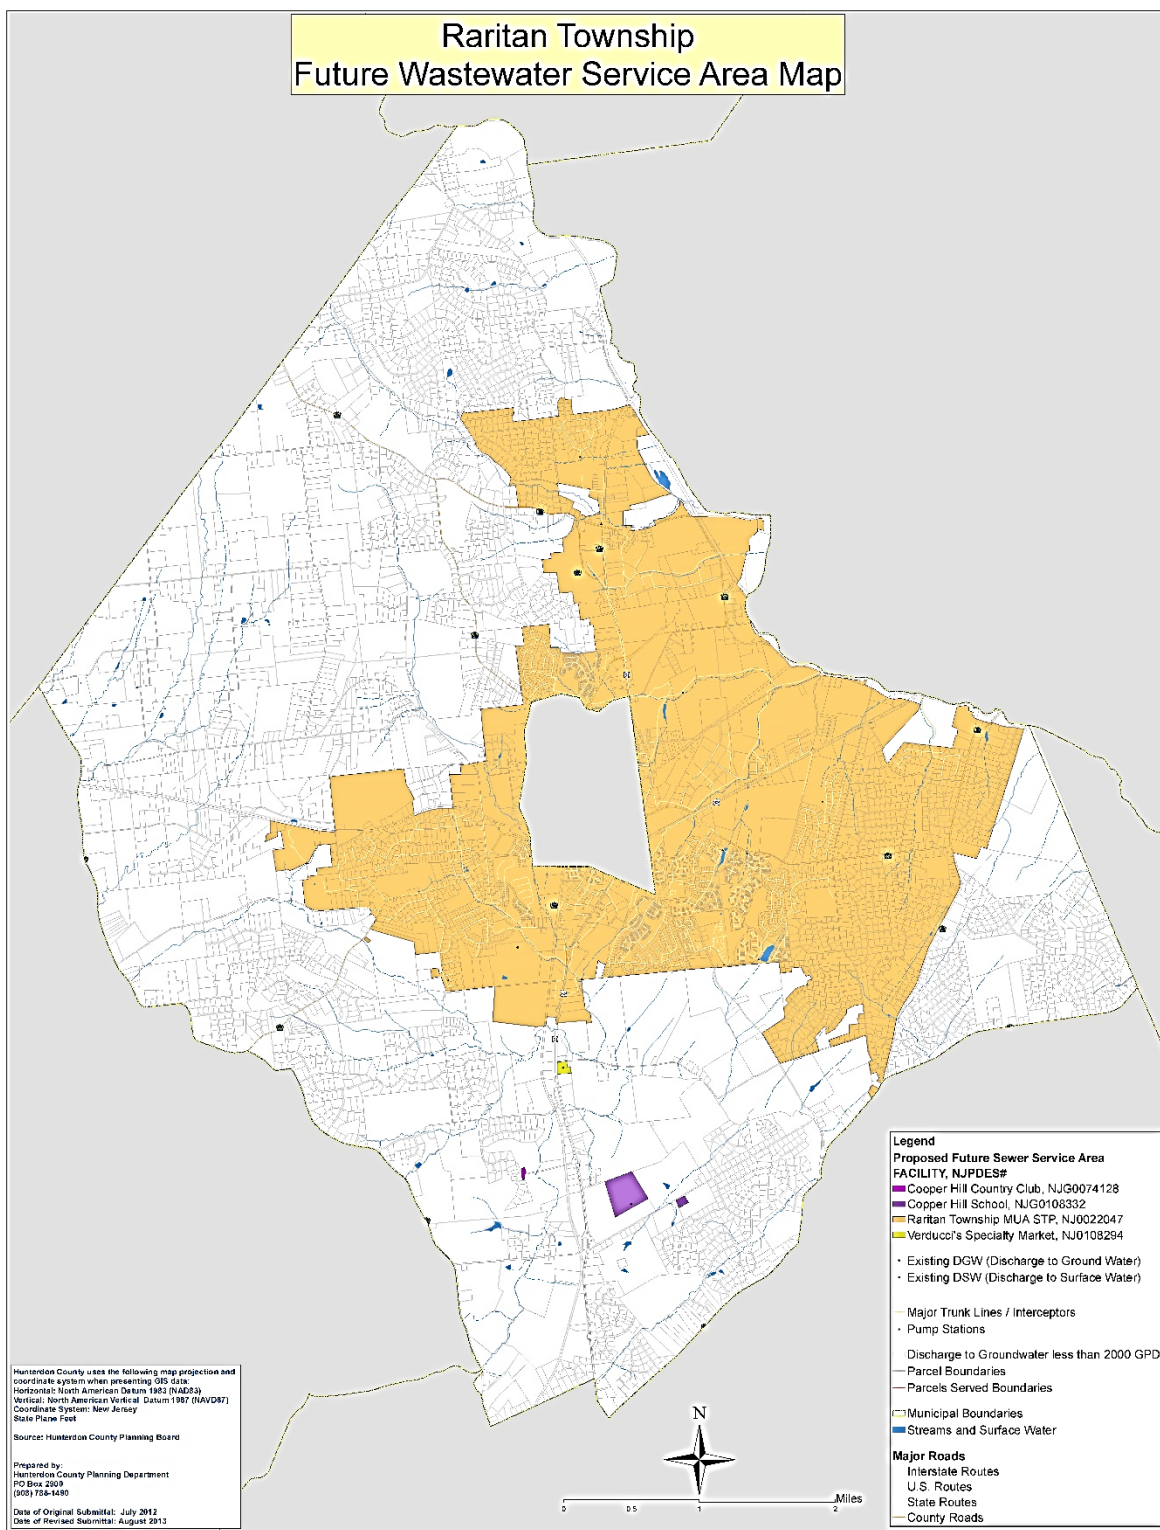 Raritan Township
Future Wastewater Service Area Map
Legend
Proposed Future Sewer Service Area
FACILITY, NJPDES#
Cooper Hill Country Club, NJG0074128
Copper Hill School, NJG0108332
Raritan Township MUA STP, NJ0022047
Verducci's Specialty Market, NJ0108294
Existing DGW (Discharge to Ground Water)
Existing DSW (Discharge to Surface Water)
Major Trunk Lines / Interceptors
Pump Stations
Discharge to Groundwater less than 2000 GPD
Parcel Boundaries
Parcels Served Boundaries
Municipal Boundaries
Streams and Surface Water
Major Roads
Interstate Routes
U.S. Routes
State Routes
County Roads
Hunterdon County uses the following map projection and
coordinate system when presenting GIS data:
Horizontal: North American Datum 1983 (NAD83)
Vertical: North American Vertical Datum 1987 (NAVD87)
Coordinate System: New Jersey
State Plane Feet
Source: Hunterdon County Planning Board
Prepared by:
Hunterdon County Planning Department
PO Box 2900
(908) 788-1490
Date of Original Submittal: July 2012
Date of Revised Submittal: August 2013
N
Miles
0 0.5 1 2